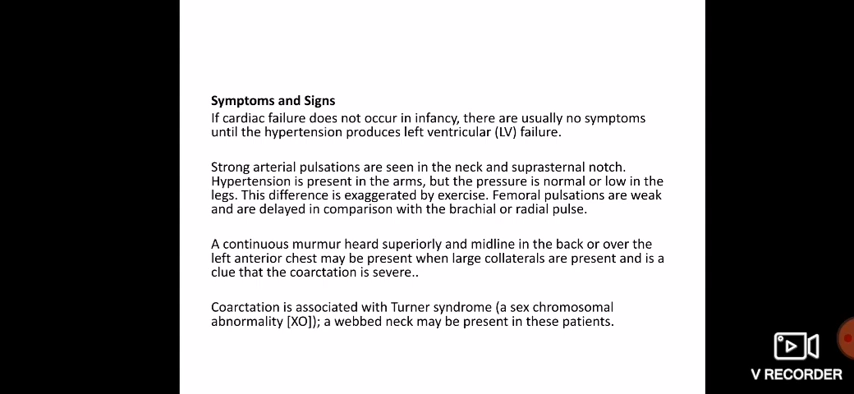 Symptoms and Signs
If cardiac failure does not occur in infancy, there are usually no symptoms
until the hypertension produces left ventricular (LV) failure.
Strong arterial pulsations are seen in the neck and suprasternal notch.
Hypertension is present in the arms, but the pressure is normal or low in the
legs. This difference is exaggerated by exercise. Femoral pulsations are weak
and are delayed in comparison with the brachial or radial pulse.
A continuous murmur heard superiorly and midline in the back or over the
left anterior chest may be present when large collaterals are present and is a
clue that the coarctation is severe..
Coarctation is associated with Turner syndrome (a sex chromosomal
abnormality [XO]); a webbed neck may be present in these patients.
V RECORDER